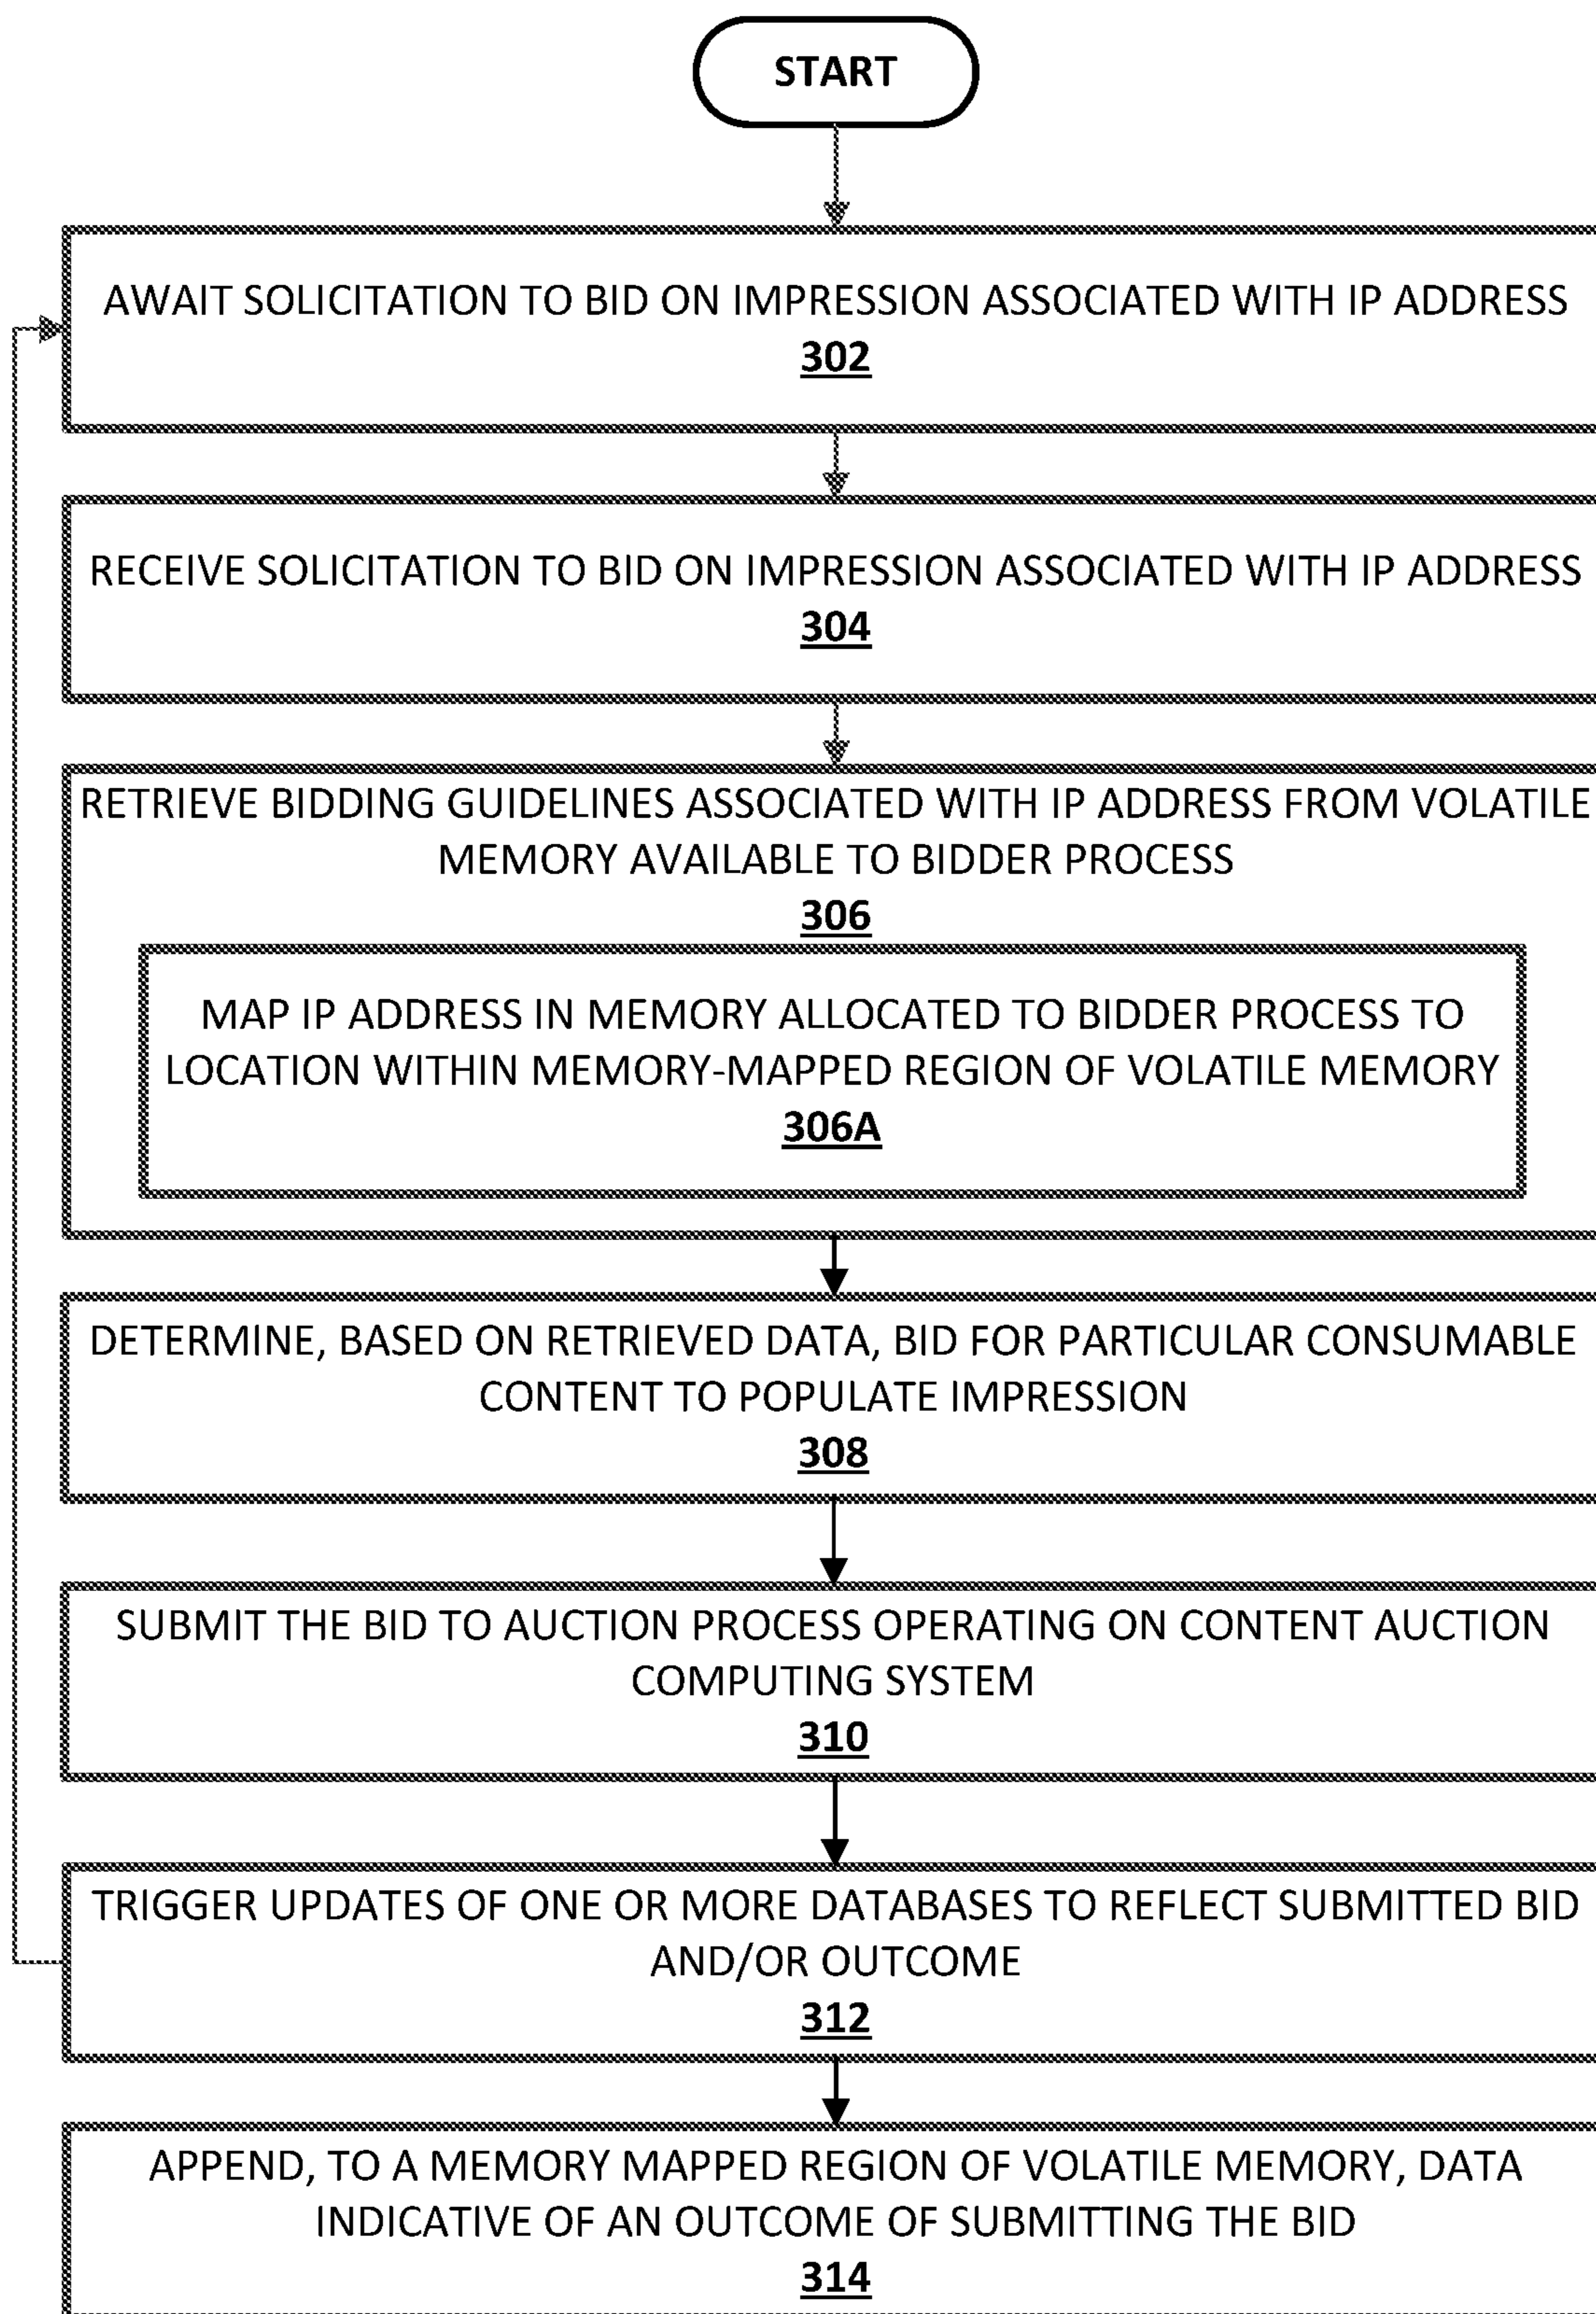 START
AWAIT SOLICITATION TO BID ON IMPRESSION ASSOCIATED WITH IP ADDRESS
302
RECEIVE SOLICITATION TO BID ON IMPRESSION ASSOCIATED WITH IP ADDRESS
304
RETRIEVE BIDDING GUIDELINES ASSOCIATED WITH IP ADDRESS FROM VOLATILE
MEMORY AVAILABLE TO BIDDER PROCESS
306
MAP IP ADDRESS IN MEMORY ALLOCATED TO BIDDER PROCESS TO
LOCATION WITHIN MEMORY-MAPPED REGION OF VOLATILE MEMORY
306A
DETERMINE, BASED ON RETRIEVED DATA, BID FOR PARTICULAR CONSUMABLE
CONTENT TO POPULATE IMPRESSION
308
SUBMIT THE BID TO AUCTION PROCESS OPERATING ON CONTENT AUCTION
COMPUTING SYSTEM
310
TRIGGER UPDATES OF ONE OR MORE DATABASES TO REFLECT SUBMITTED BID
AND/OR OUTCOME
312
APPEND, TO A MEMORY MAPPED REGION OF VOLATILE MEMORY, DATA
INDICATIVE OF AN OUTCOME OF SUBMITTING THE BID
314